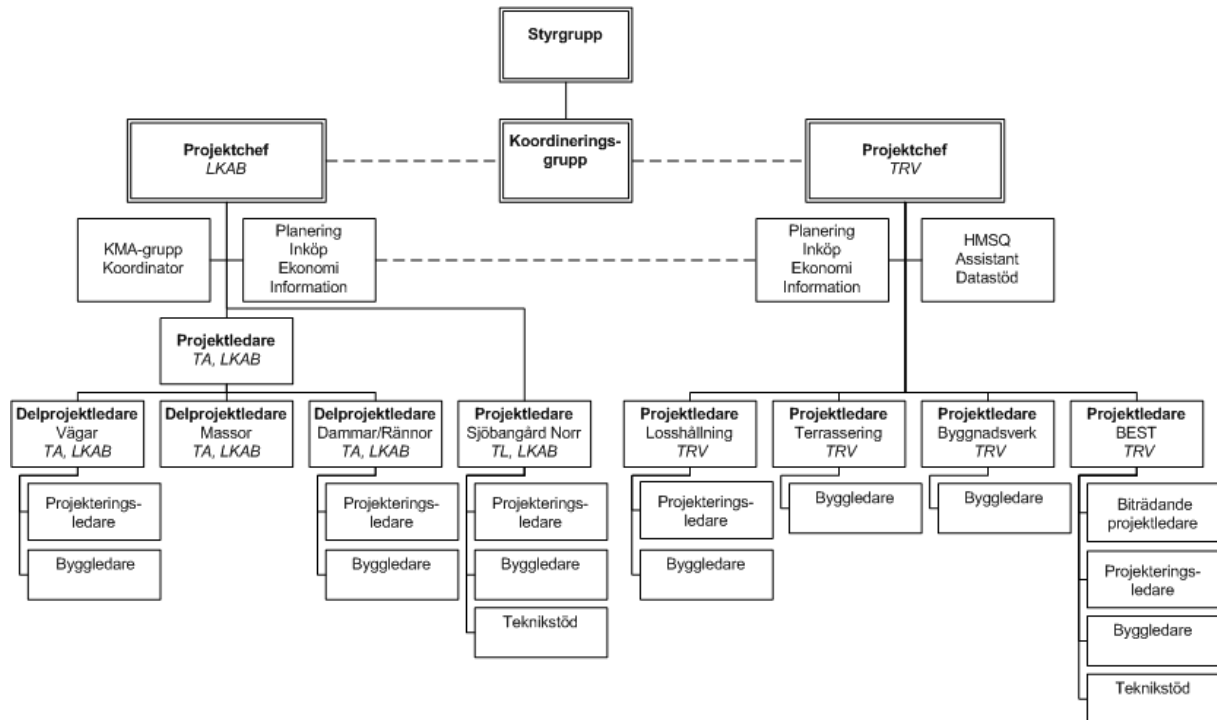 Styrgrupp
Projektchef
LKAB
Koordinerings-
grupp
Projektchef
TRV
KMA-grupp
Koordinator
Planering
Inköp
Ekonomi
Information
Planering
Inköp
Ekonomi
Information
HMSQ
Assistant
Datastöd
Projektledare
TA, LKAB
Delprojektledare
Vägar
TA, LKAB
Delprojektledare
Massor
TA, LKAB
Delprojektledare
Dammar/Rännor
TA, LKAB
Projektledare
Sjöbangård Norr
TL, LKAB
Projektledare
Losshållning
TRV
Projektledare
Terrassering
TRV
Projektledare
Byggnadsverk
TRV
Projektledare
BEST
TRV
Projekterings-
ledare
Byggledare
Projekterings-
ledare
Byggledare
Projekterings-
ledare
Byggledare
Teknikstöd
Projekterings-
ledare
Byggledare
Byggledare
Byggledare
Biträdande
projektledare
Projekterings-
ledare
Byggledare
Teknikstöd